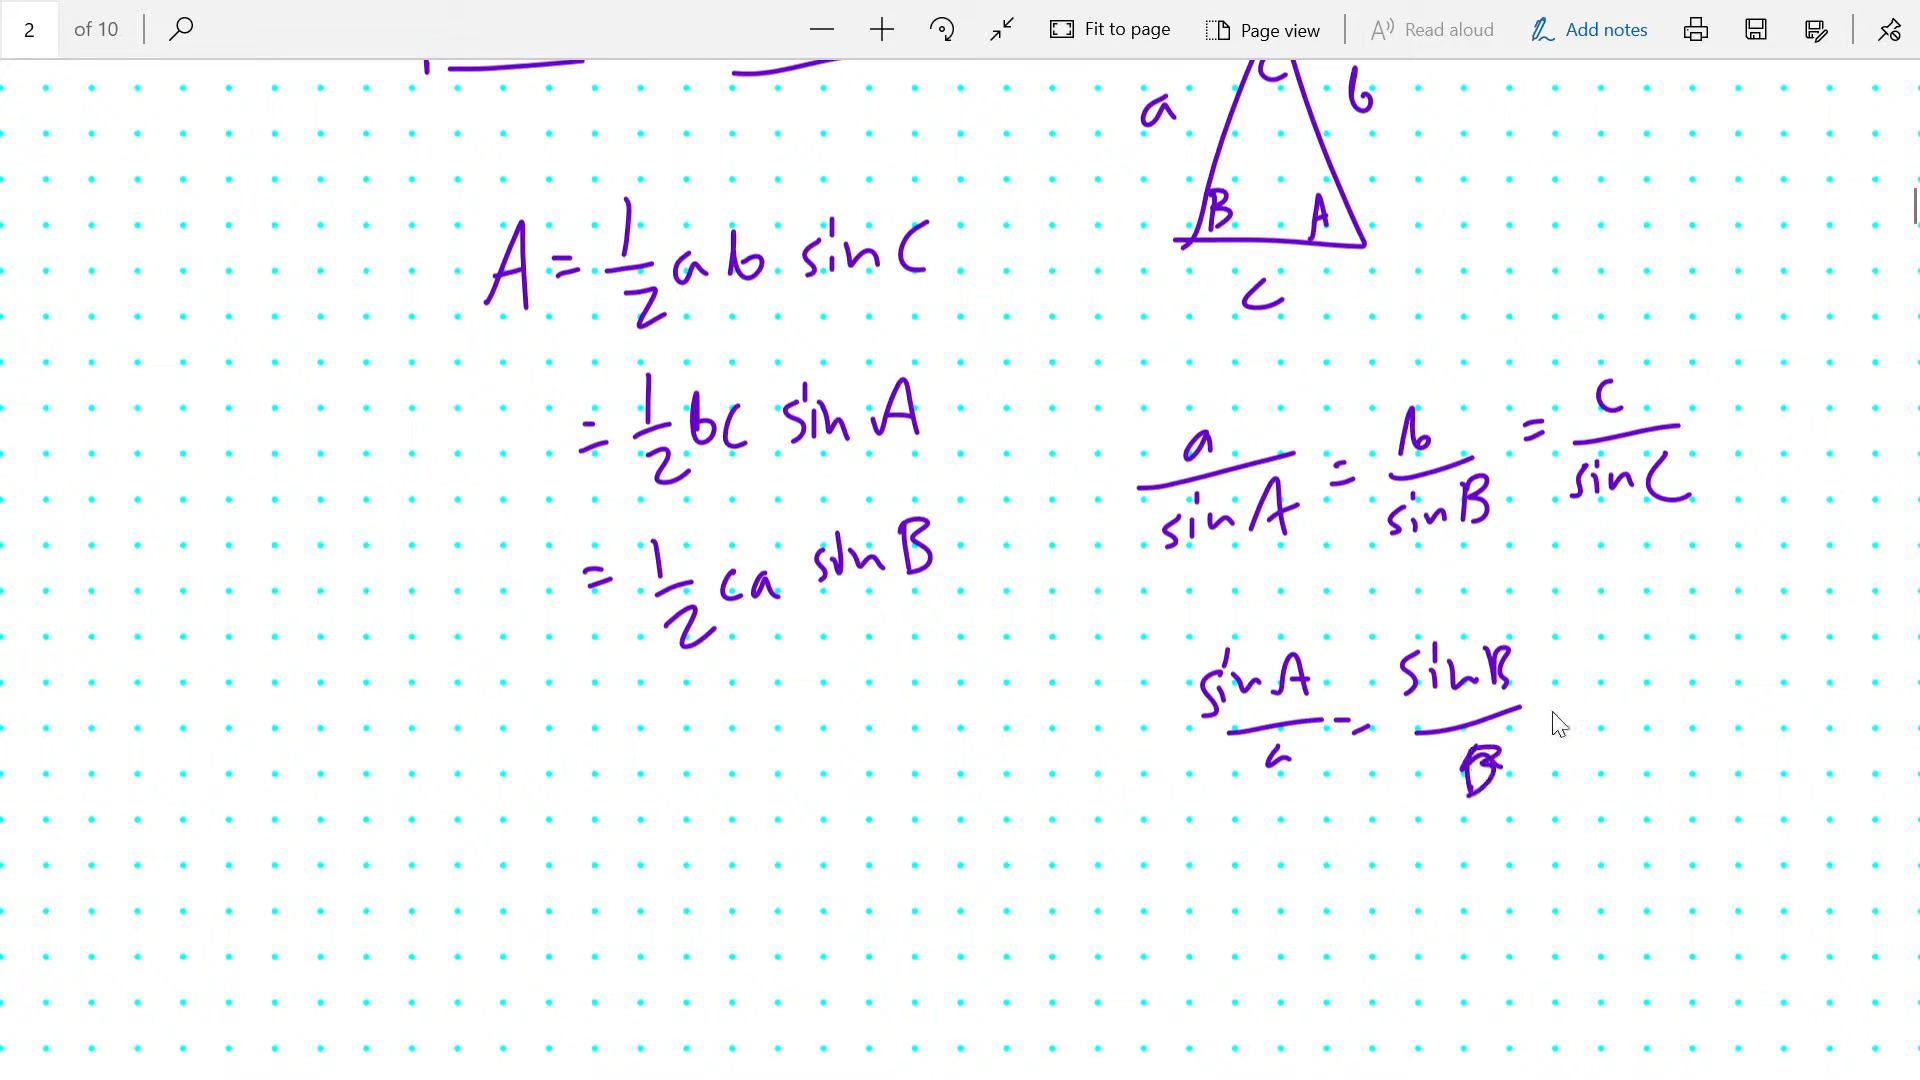 2 of 10 Fit to page Page view Read aloud Add notes
C
a b
B A
c
A = 1/2 ab sin C
= 1/2 bc sin A
= 1/2 ca sin B
a/sin A = b/sin B = c/sin C
sin A/a = sin B/B